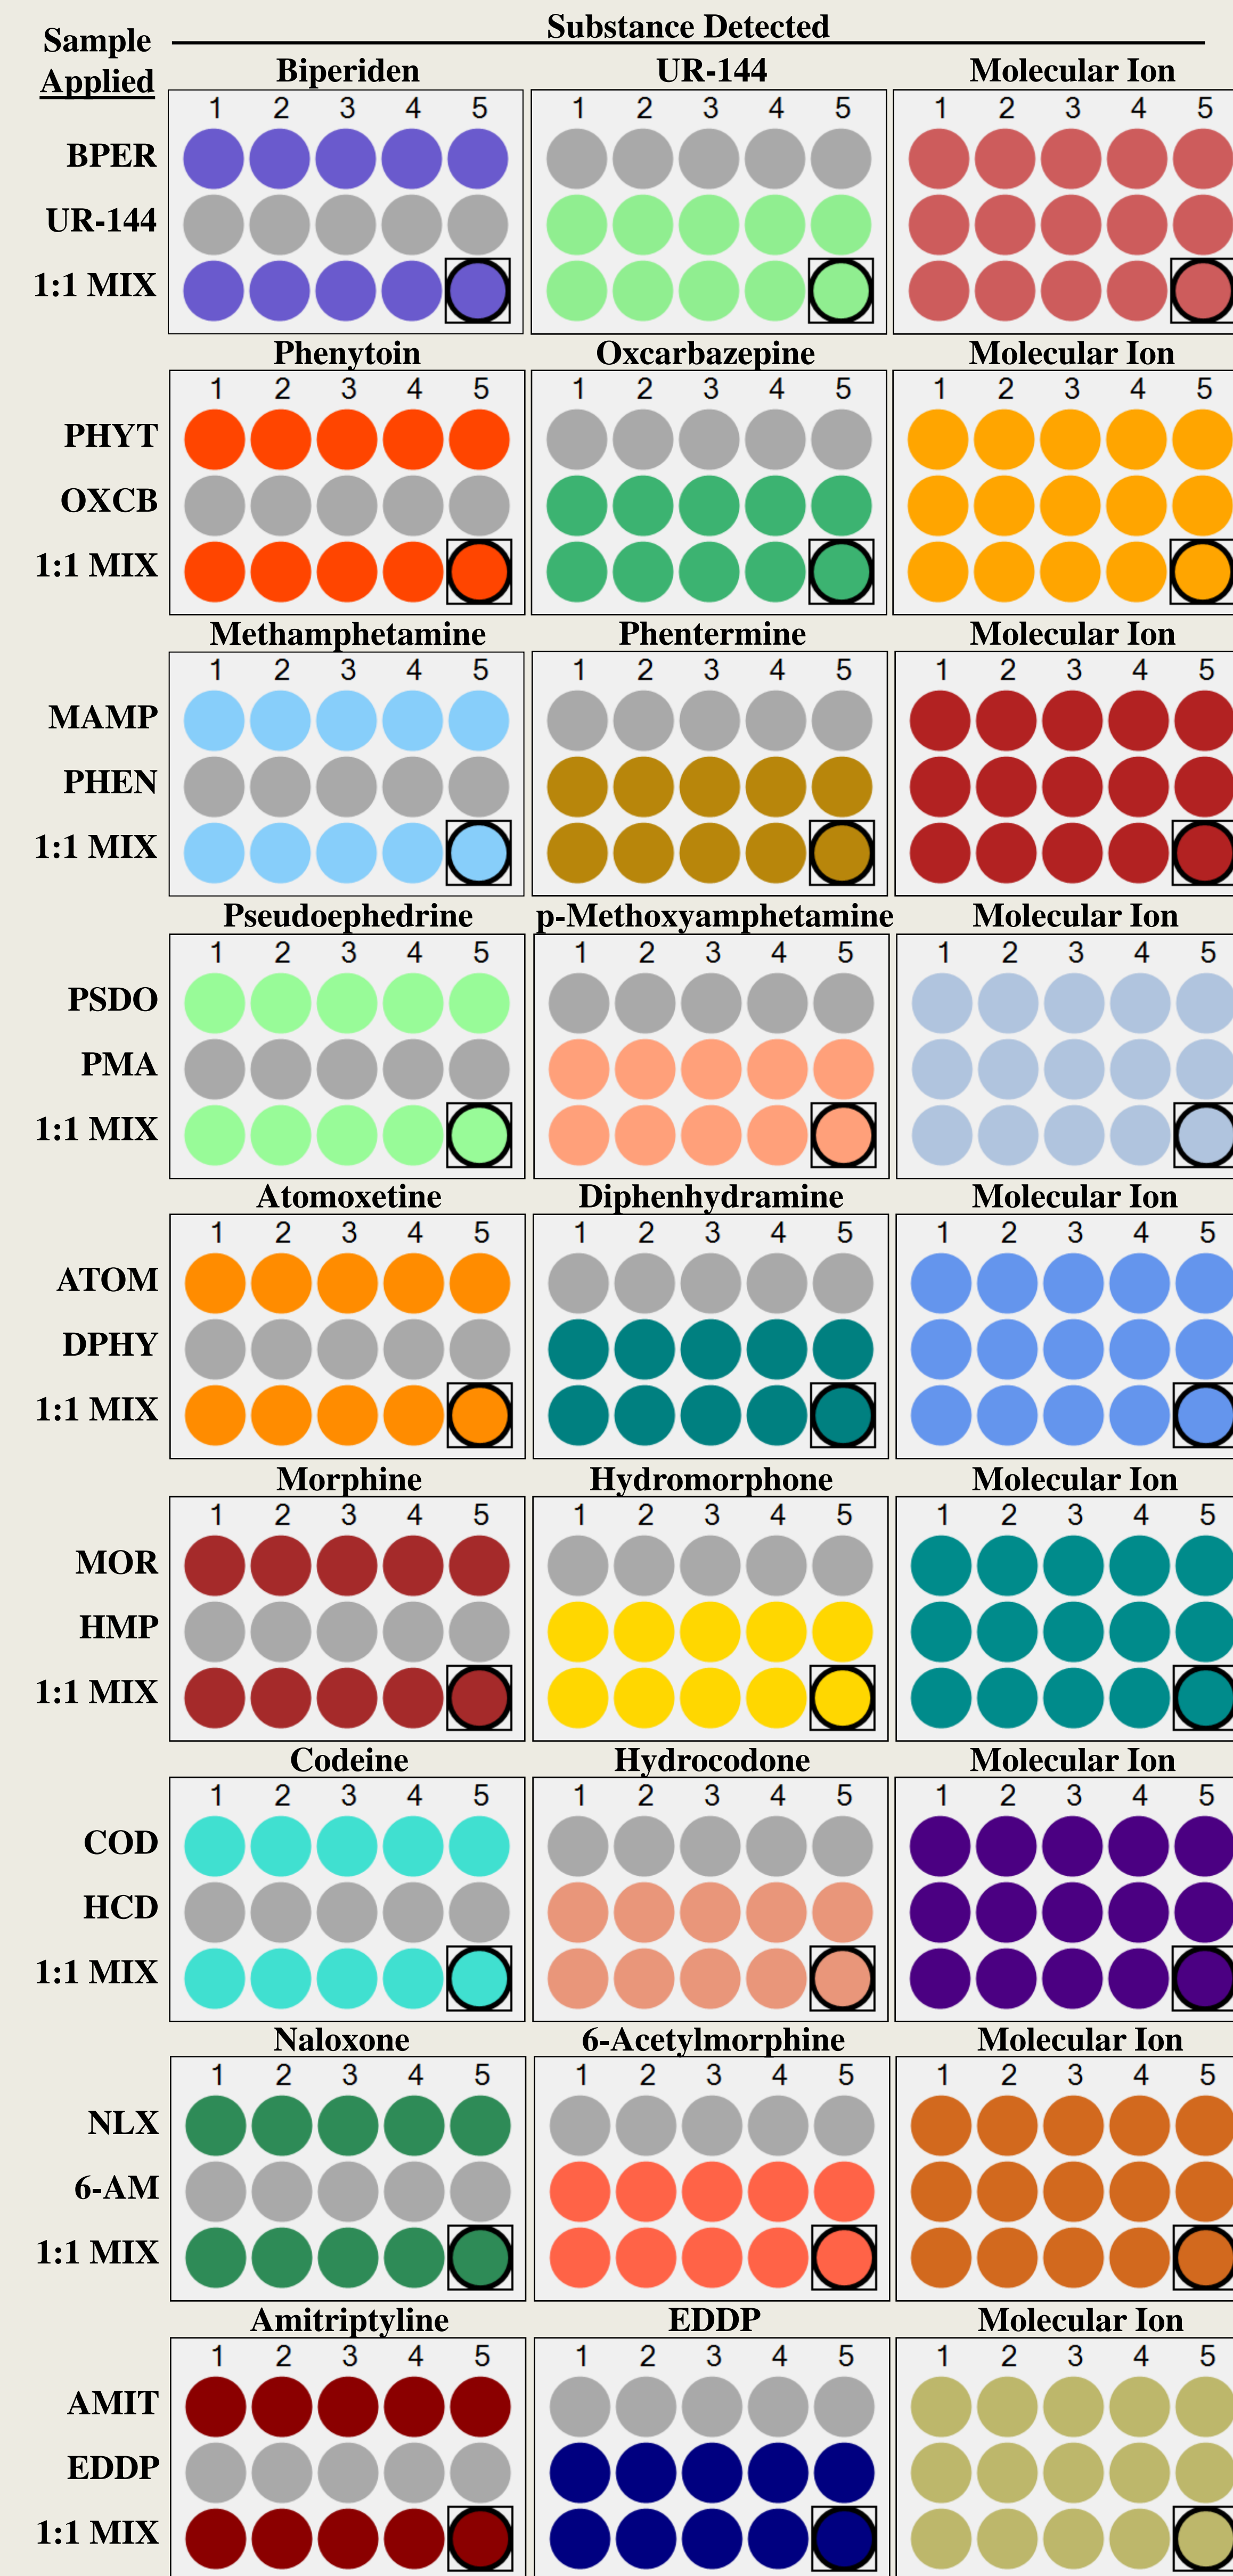 Substance Detected
Sample
Applied
Biperiden UR-144 Molecular Ion
1 2 3 4 5 1 2 3 4 5 1 2 3 4 5
BPER
UR-144
1:1 MIX
Phenytoin Oxcarbazepine Molecular Ion
1 2 3 4 5 1 2 3 4 5 1 2 3 4 5
PHYT
OXCB
1:1 MIX
Methamphetamine Phentermine Molecular Ion
1 2 3 4 5 1 2 3 4 5 1 2 3 4 5
MAMP
PHEN
1:1 MIX
Pseudoephedrine p-Methoxyamphetamine Molecular Ion
1 2 3 4 5 1 2 3 4 5 1 2 3 4 5
PSDO
PMA
1:1 MIX
Atomoxetine Diphenhydramine Molecular Ion
1 2 3 4 5 1 2 3 4 5 1 2 3 4 5
ATOM
DPHY
1:1 MIX
Morphine Hydromorphone Molecular Ion
1 2 3 4 5 1 2 3 4 5 1 2 3 4 5
MOR
HMP
1:1 MIX
Codeine Hydrocodone Molecular Ion
1 2 3 4 5 1 2 3 4 5 1 2 3 4 5
COD
HCD
1:1 MIX
Naloxone 6-Acetylmorphine Molecular Ion
1 2 3 4 5 1 2 3 4 5 1 2 3 4 5
NLX
6-AM
1:1 MIX
Amitriptyline EDDP Molecular Ion
1 2 3 4 5 1 2 3 4 5 1 2 3 4 5
AMIT
EDDP
1:1 MIX